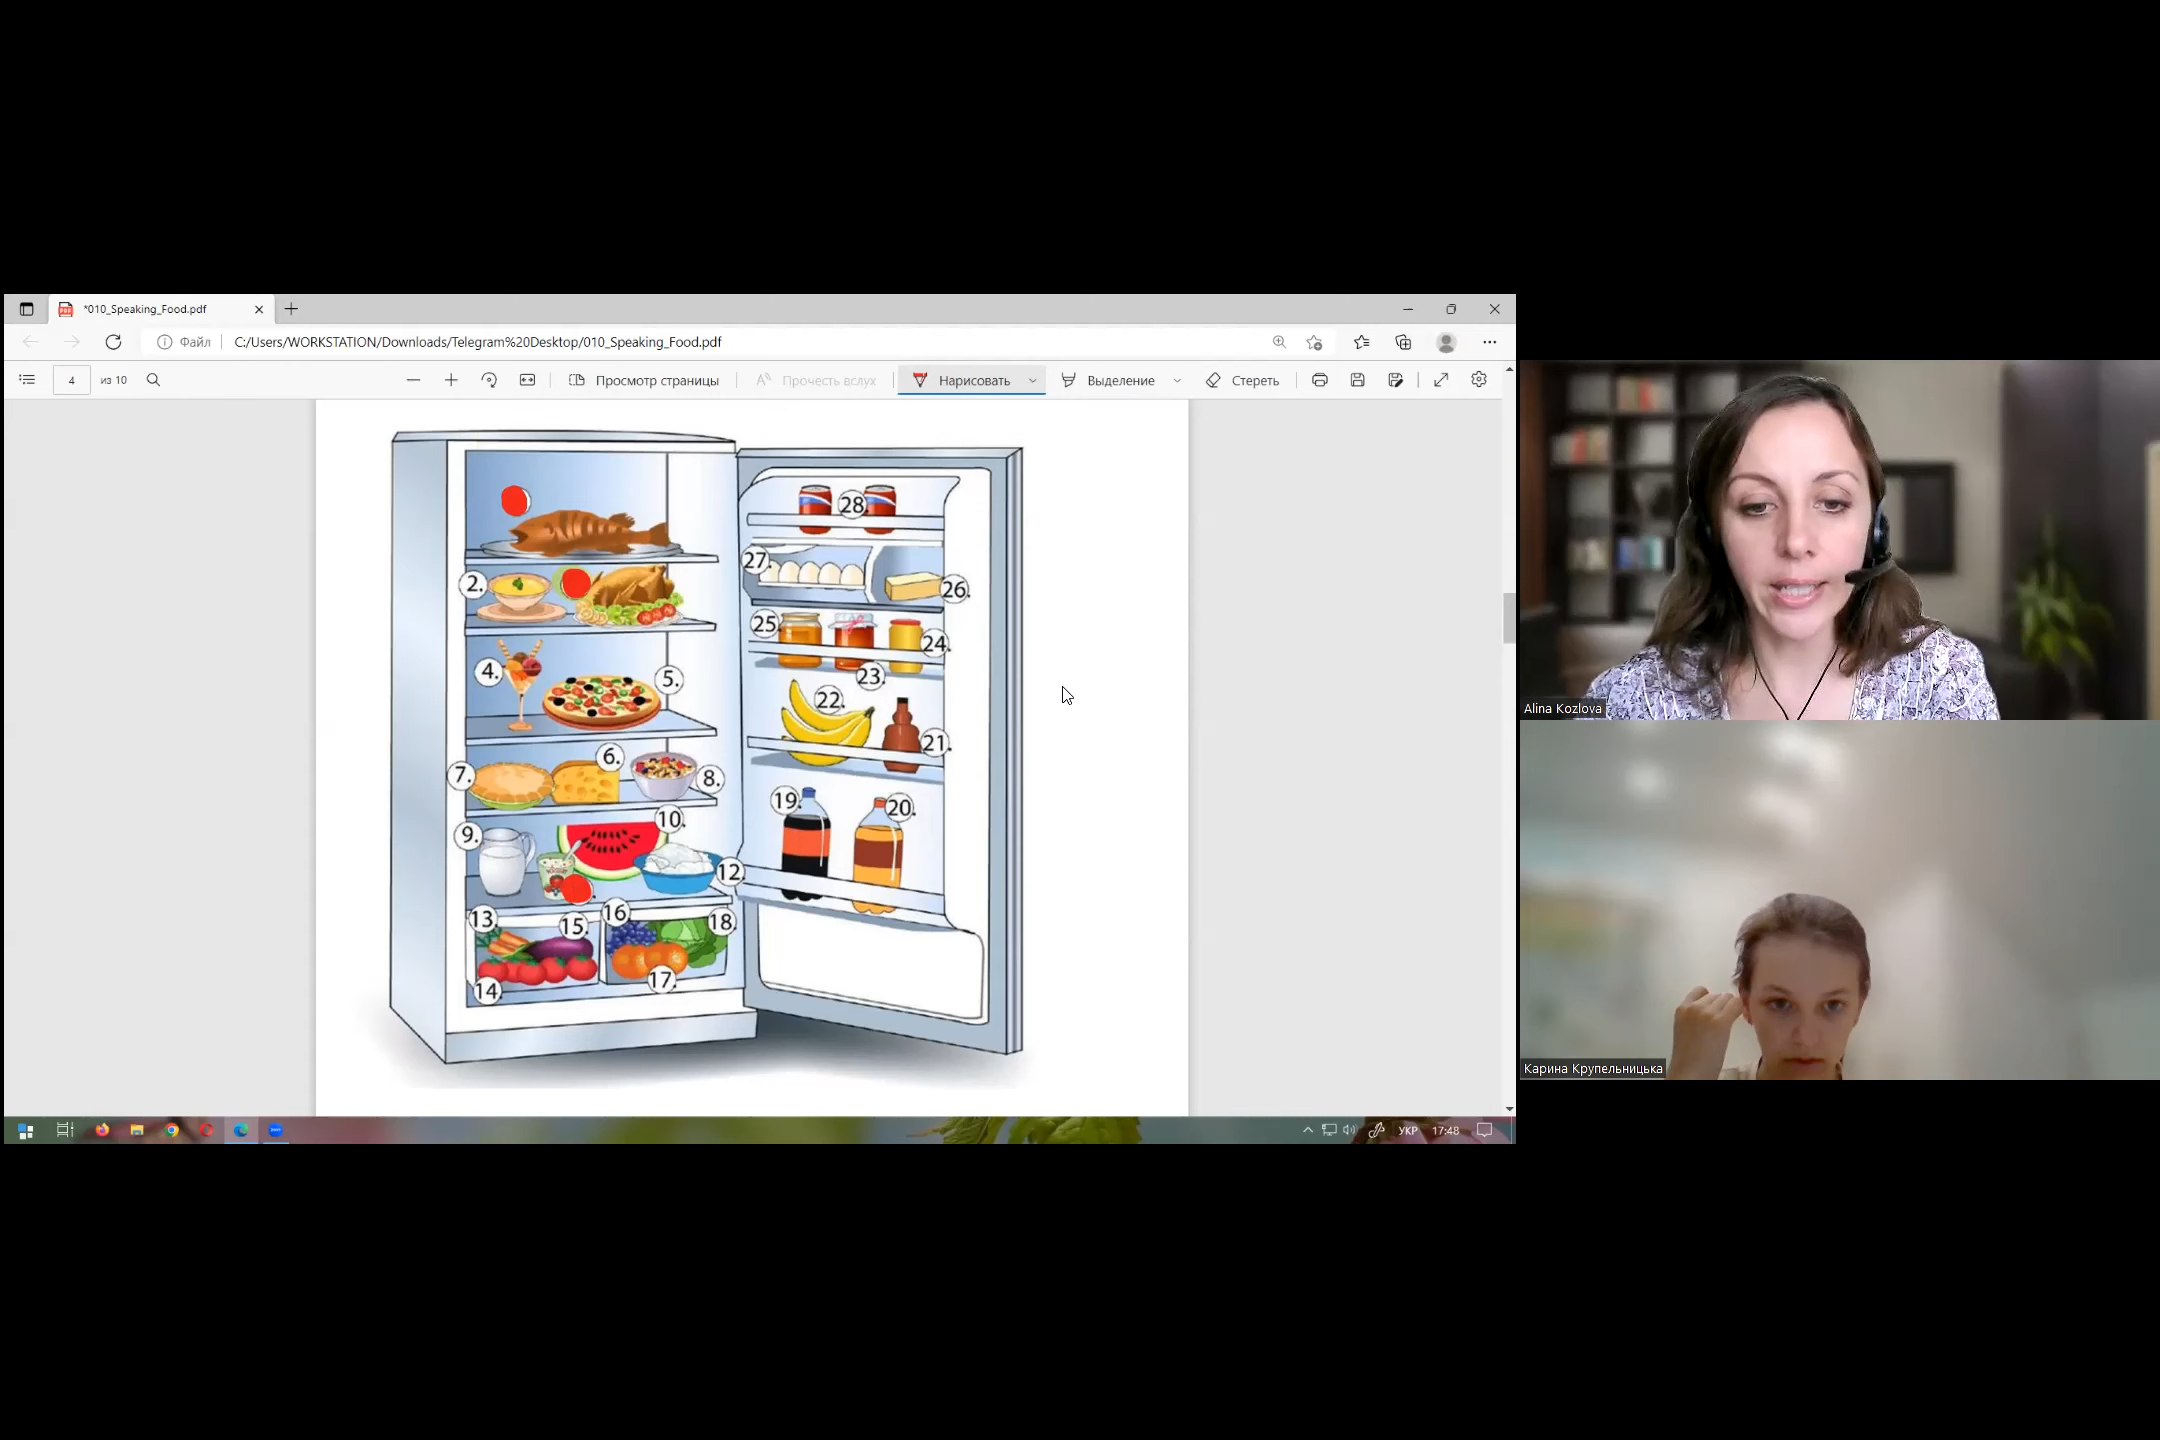 *010_Speaking_Food.pdf
Файл
C:/Users/WORKSTATION/Downloads/Telegram%20Desktop/010_Speaking_Food.pdf
4 из 10
Просмотр страницы
Прочесть вслух
Нарисовать
Выделение
Стереть
28
27.
2.
26.
25
24.
4.
5.
23.
22.
21.
6.
7.
8.
19.
20.
10.
9.
12.
13.
16
15.
18.
17.
14.
Alina Kozlova
Карина Крупельницька
УКР 17:48